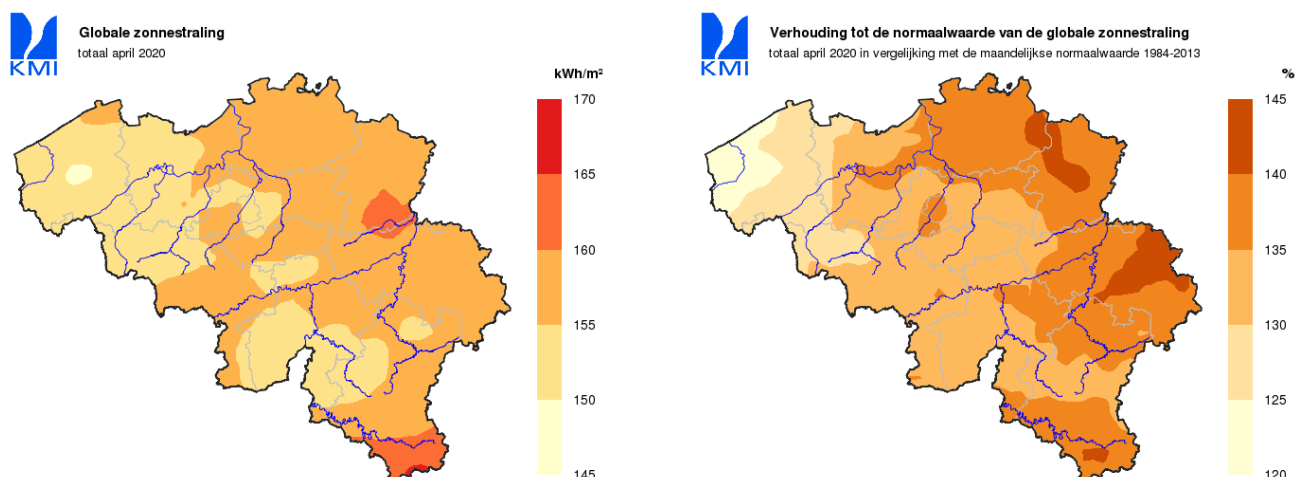 KMI
Globale zonnestraling
totaal april 2020
kWh/m²
170
165
160
155
150
145
KMI
Verhouding tot de normaalwaarde van de globale zonnestraling
totaal april 2020 in vergelijking met de maandelijkse normaalwaarde 1984-2013
%
145
140
135
130
125
120